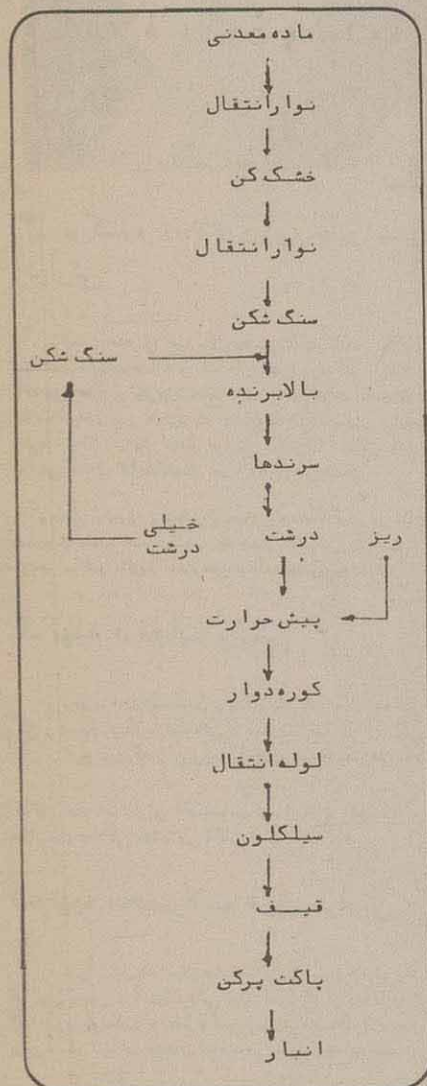 ماده معدنی
نوار انتقال
خشک کن
نوار انتقال
سنگ شکن
سنگ شکن
بالابرنده
سرندها
ریز
درشت
خیلی
درشت
پیش حرارت
کوره دوار
لوله انتقال
سیلکلون
قیف
پاکت پرکن
انبار